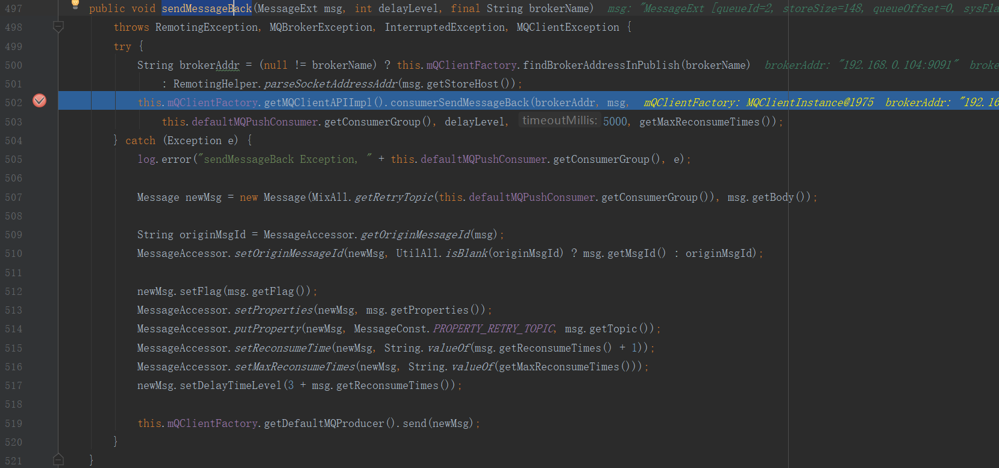 497 public void sendMessageBack(MessageExt msg, int delayLevel, final String brokerName) msg: "MessageExt [queueId=2, storeSize=148, queueOffset=0, sysFla
498 throws RemotingException, MQBrokerException, InterruptedException, MQClientException {
499 try {
500 String brokerAddr = (null != brokerName) ? this.mQClientFactory.findBrokerAddressInPublish(brokerName) brokerAddr: "192.168.0.104:9091" broke
501 : RemotingHelper.parseSocketAddressAddr(msg.getStoreHost());
502 this.mQClientFactory.getMQClientAPIImpl().consumerSendMessageBack(brokerAddr, msg, mQClientFactory: MQClientInstance@1975 brokerAddr: "192.16
503 this.defaultMQPushConsumer.getConsumerGroup(), delayLevel, timeoutMillis: 5000, getMaxReconsumeTimes());
504 } catch (Exception e) {
505 log.error("sendMessageBack Exception, " + this.defaultMQPushConsumer.getConsumerGroup(), e);
506
507 Message newMsg = new Message(MixAll.getRetryTopic(this.defaultMQPushConsumer.getConsumerGroup()), msg.getBody());
508
509 String originMsgId = MessageAccessor.getOriginMessageId(msg);
510 MessageAccessor.setOriginMessageId(newMsg, UtilAll.isBlank(originMsgId) ? msg.getMsgId() : originMsgId);
511
512 newMsg.setFlag(msg.getFlag());
513 MessageAccessor.setProperties(newMsg, msg.getProperties());
514 MessageAccessor.putProperty(newMsg, MessageConst.PROPERTY_RETRY_TOPIC, msg.getTopic());
515 MessageAccessor.setReconsumeTime(newMsg, String.valueOf(msg.getReconsumeTimes() + 1));
516 MessageAccessor.setMaxReconsumeTimes(newMsg, String.valueOf(getMaxReconsumeTimes()));
517 newMsg.setDelayTimeLevel(3 + msg.getReconsumeTimes());
518
519 this.mQClientFactory.getDefaultMQProducer().send(newMsg);
520 }
521 }